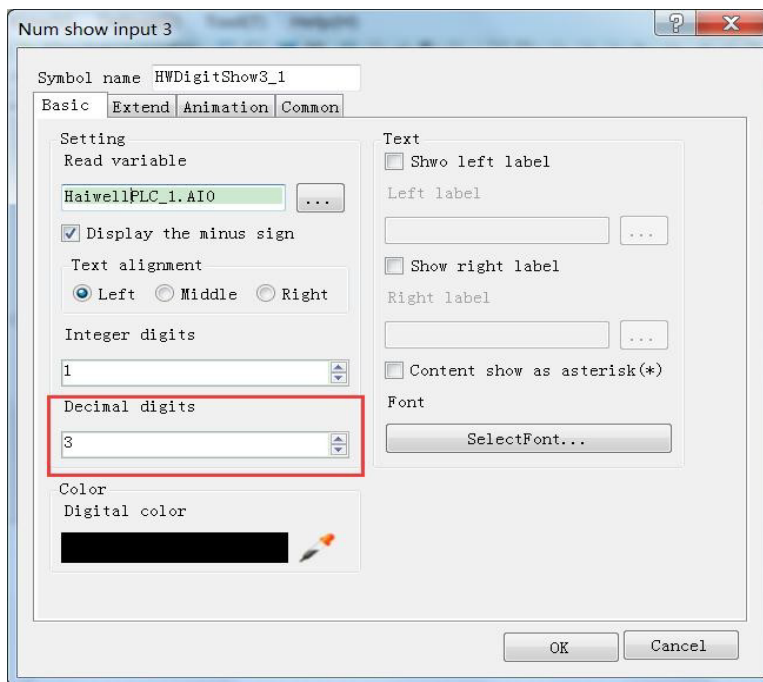 Num show input 3
Symbol name HWDigitShow3_1
Basic Extend Animation Common
Setting
Read variable
HaiwellPLC_1.AI0
...
Display the minus sign
Text alignment
Left Middle Right
Integer digits
1
Decimal digits
3
Color
Digital color
Text
Shwo left label
Left label
...
Show right label
Right label
...
Content show as asterisk(*)
Font
SelectFont...
OK Cancel